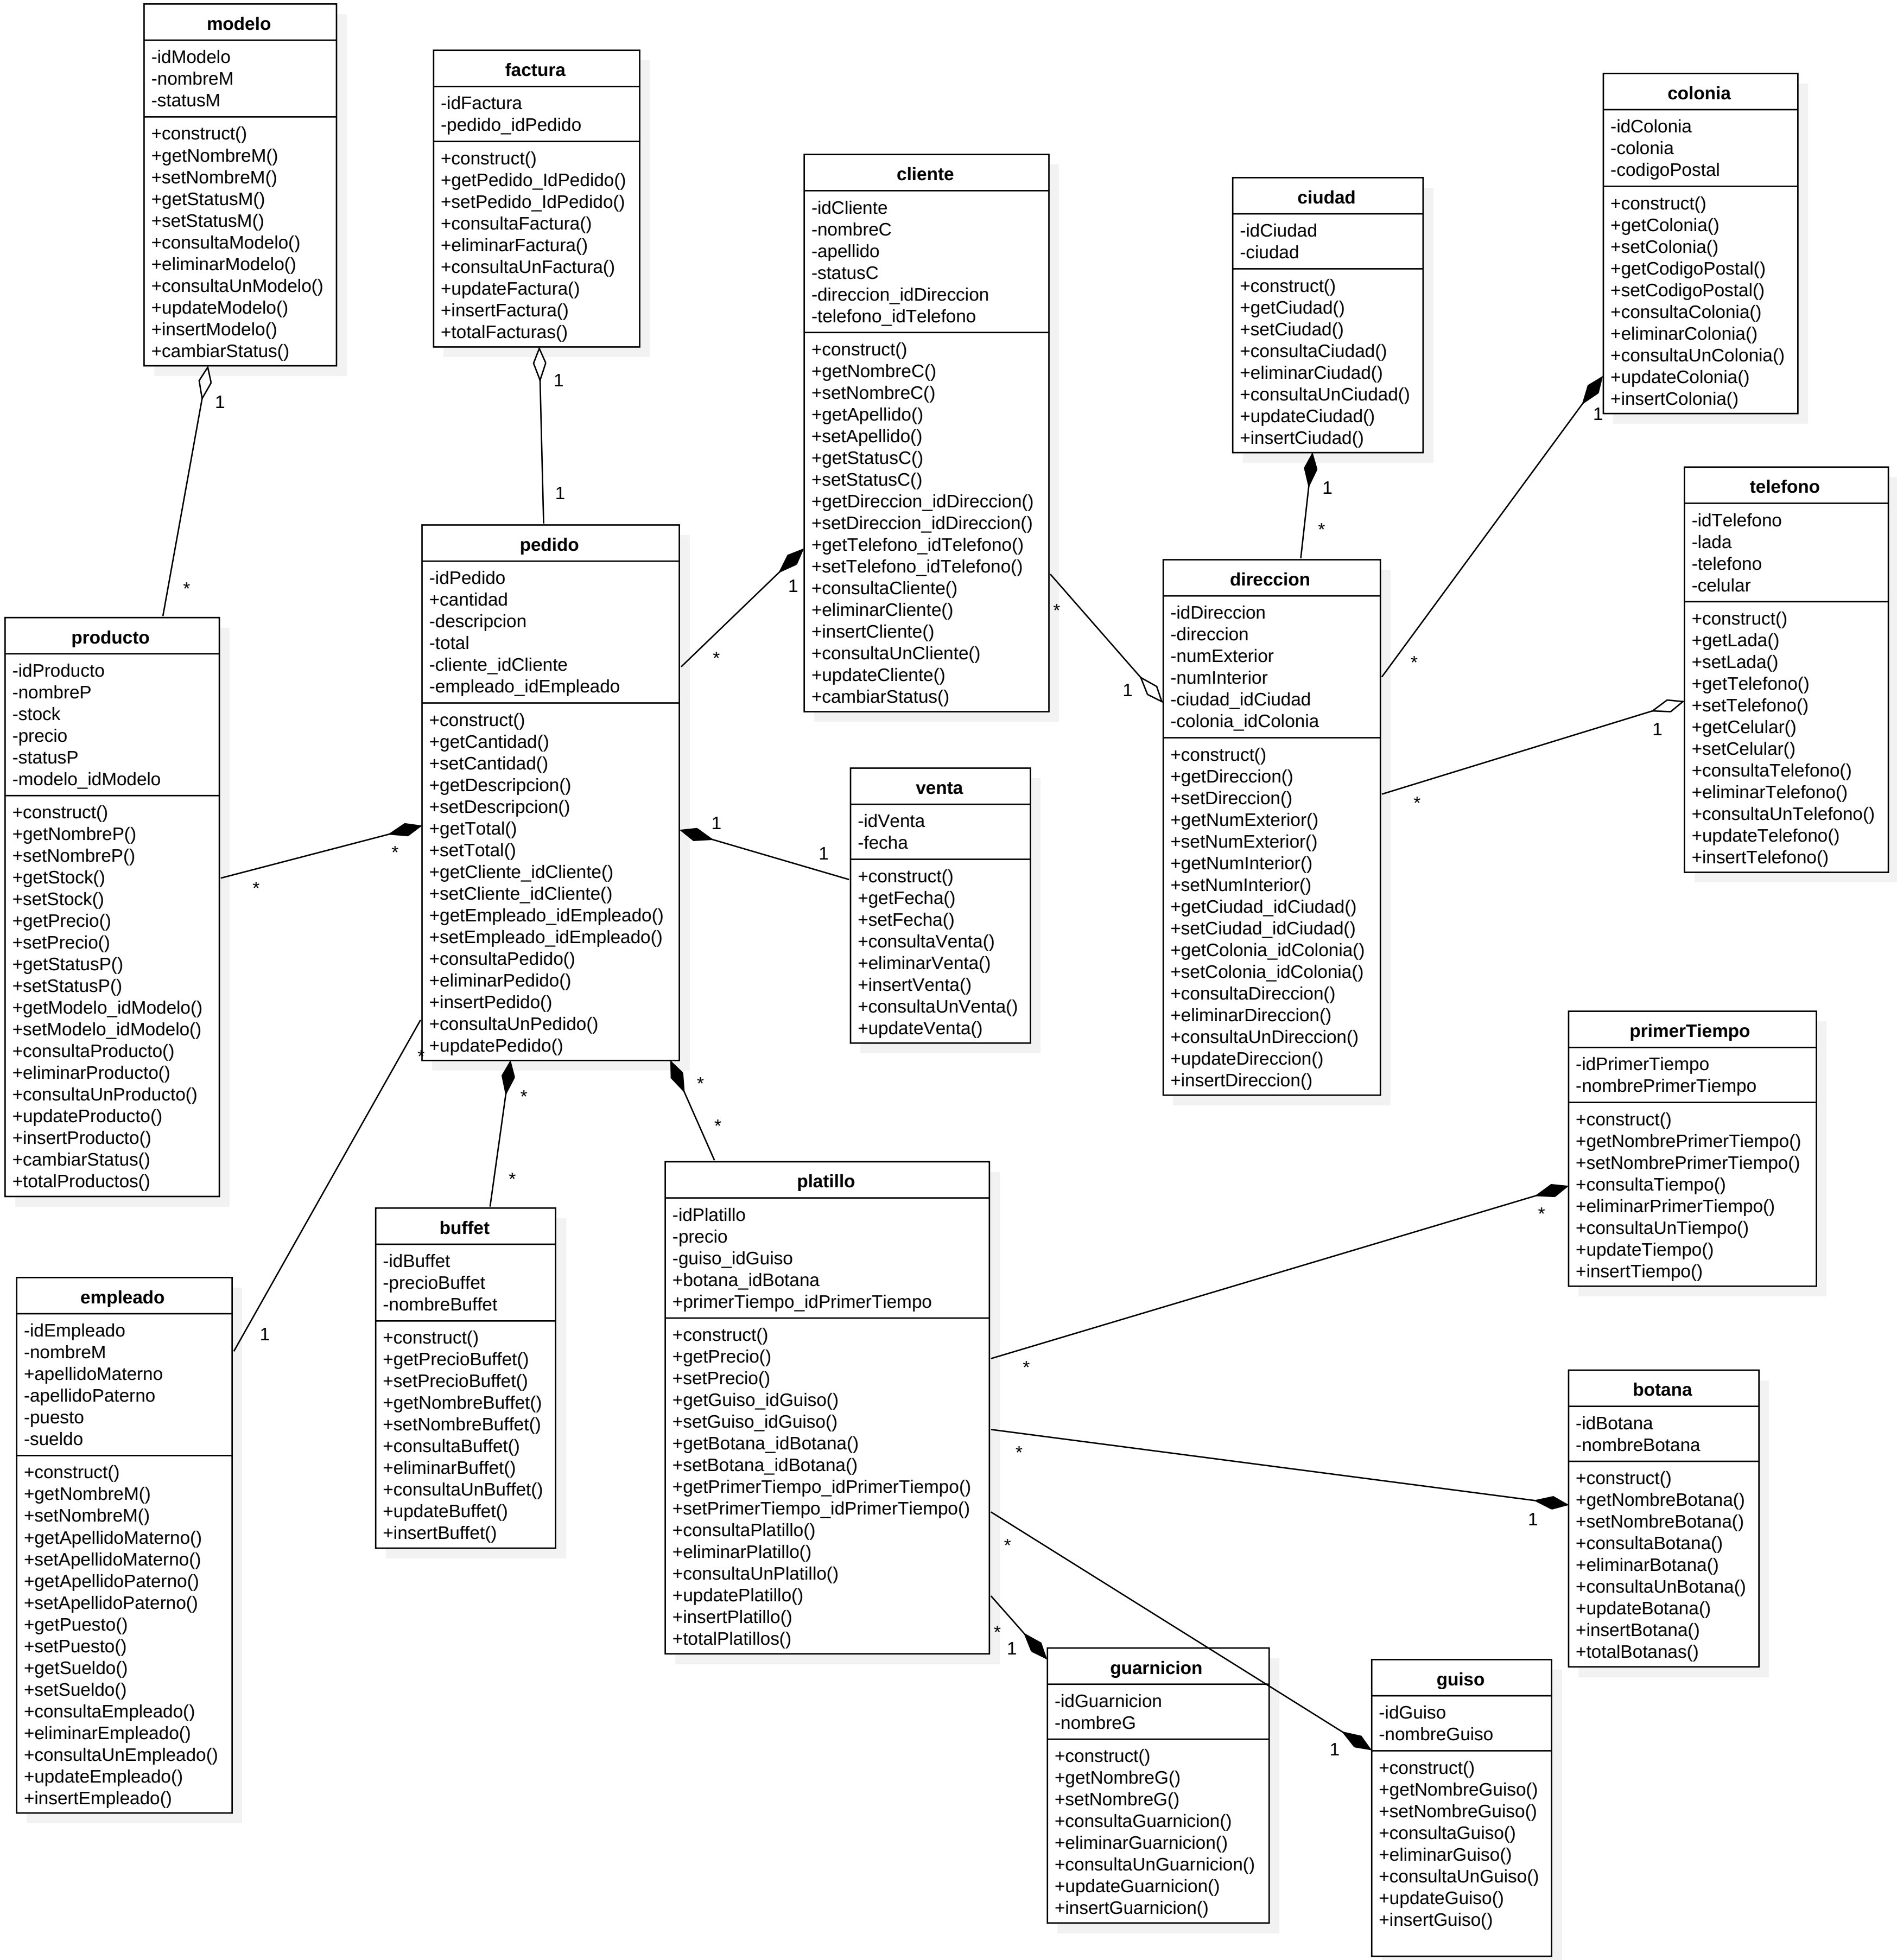 modelo
-idModelo
-nombreM
-statusM
+construct()
+getNombreM()
+setNombreM()
+getStatusM()
+setStatusM()
+consultaModelo()
+eliminarModelo()
+consultaUnModelo()
+updateModelo()
+insertModelo()
+cambiarStatus()
1
*
factura
-idFactura
-pedido_idPedido
+construct()
+getPedido_IdPedido()
+setPedido_IdPedido()
+consultaFactura()
+eliminarFactura()
+consultaUnFactura()
+updateFactura()
+insertFactura()
+totalFacturas()
1
1
cliente
-idCliente
-nombreC
-apellido
-statusC
-direccion_idDireccion
-telefono_idTelefono
+construct()
+getNombreC()
+setNombreC()
+getApellido()
+setApellido()
+getStatusC()
+setStatusC()
+getDireccion_idDireccion()
+setDireccion_idDireccion()
+getTelefono_idTelefono()
+setTelefono_idTelefono()
+consultaCliente()
+eliminarCliente()
+insertCliente()
+consultaUnCliente()
+updateCliente()
+cambiarStatus()
1
*
*
1
ciudad
-idCiudad
-ciudad
+construct()
+getCiudad()
+setCiudad()
+consultaCiudad()
+eliminarCiudad()
+consultaUnCiudad()
+updateCiudad()
+insertCiudad()
1
*
colonia
-idColonia
-colonia
-codigoPostal
+construct()
+getColonia()
+setColonia()
+getCodigoPostal()
+setCodigoPostal()
+consultaColonia()
+eliminarColonia()
+consultaUnColonia()
+updateColonia()
+insertColonia()
1
*
telefono
-idTelefono
-lada
-telefono
-celular
+construct()
+getLada()
+setLada()
+getTelefono()
+setTelefono()
+getCelular()
+setCelular()
+consultaTelefono()
+eliminarTelefono()
+consultaUnTelefono()
+updateTelefono()
+insertTelefono()
1
*
producto
-idProducto
-nombreP
-stock
-precio
-statusP
-modelo_idModelo
+construct()
+getNombreP()
+setNombreP()
+getStock()
+setStock()
+getPrecio()
+setPrecio()
+getStatusP()
+setStatusP()
+getModelo_idModelo()
+setModelo_idModelo()
+consultaProducto()
+eliminarProducto()
+consultaUnProducto()
+updateProducto()
+insertProducto()
+cambiarStatus()
+totalProductos()
*
*
pedido
-idPedido
+cantidad
-descripcion
-total
-cliente_idCliente
-empleado_idEmpleado
+construct()
+getCantidad()
+setCantidad()
+getDescripcion()
+setDescripcion()
+getTotal()
+setTotal()
+getCliente_idCliente()
+setCliente_idCliente()
+getEmpleado_idEmpleado()
+setEmpleado_idEmpleado()
+consultaPedido()
+eliminarPedido()
+insertPedido()
+consultaUnPedido()
+updatePedido()
1
1
*
*
*
*
*
1
venta
-idVenta
-fecha
+construct()
+getFecha()
+setFecha()
+consultaVenta()
+eliminarVenta()
+insertVenta()
+consultaUnVenta()
+updateVenta()
direccion
-idDireccion
-direccion
-numExterior
-numInterior
-ciudad_idCiudad
-colonia_idColonia
+construct()
+getDireccion()
+setDireccion()
+getNumExterior()
+setNumExterior()
+getNumInterior()
+setNumInterior()
+getCiudad_idCiudad()
+setCiudad_idCiudad()
+getColonia_idColonia()
+setColonia_idColonia()
+consultaDireccion()
+eliminarDireccion()
+consultaUnDireccion()
+updateDireccion()
+insertDireccion()
empleado
-idEmpleado
-nombreM
+apellidoMaterno
-apellidoPaterno
-puesto
-sueldo
+construct()
+getNombreM()
+setNombreM()
+getApellidoMaterno()
+setApellidoMaterno()
+getApellidoPaterno()
+setApellidoPaterno()
+getPuesto()
+setPuesto()
+getSueldo()
+setSueldo()
+consultaEmpleado()
+eliminarEmpleado()
+consultaUnEmpleado()
+updateEmpleado()
+insertEmpleado()
buffet
-idBuffet
-precioBuffet
-nombreBuffet
+construct()
+getPrecioBuffet()
+setPrecioBuffet()
+getNombreBuffet()
+setNombreBuffet()
+consultaBuffet()
+eliminarBuffet()
+consultaUnBuffet()
+updateBuffet()
+insertBuffet()
platillo
-idPlatillo
-precio
-guiso_idGuiso
+botana_idBotana
+primerTiempo_idPrimerTiempo
+construct()
+getPrecio()
+setPrecio()
+getGuiso_idGuiso()
+setGuiso_idGuiso()
+getBotana_idBotana()
+setBotana_idBotana()
+getPrimerTiempo_idPrimerTiempo()
+setPrimerTiempo_idPrimerTiempo()
+consultaPlatillo()
+eliminarPlatillo()
+consultaUnPlatillo()
+updatePlatillo()
+insertPlatillo()
+totalPlatillos()
*
*
*
1
*
1
*
1
primerTiempo
-idPrimerTiempo
-nombrePrimerTiempo
+construct()
+getNombrePrimerTiempo()
+setNombrePrimerTiempo()
+consultaTiempo()
+eliminarPrimerTiempo()
+consultaUnTiempo()
+updateTiempo()
+insertTiempo()
botana
-idBotana
-nombreBotana
+construct()
+getNombreBotana()
+setNombreBotana()
+consultaBotana()
+eliminarBotana()
+consultaUnBotana()
+updateBotana()
+insertBotana()
+totalBotanas()
guarnicion
-idGuarnicion
-nombreG
+construct()
+getNombreG()
+setNombreG()
+consultaGuarnicion()
+eliminarGuarnicion()
+consultaUnGuarnicion()
+updateGuarnicion()
+insertGuarnicion()
guiso
-idGuiso
-nombreGuiso
+construct()
+getNombreGuiso()
+setNombreGuiso()
+consultaGuiso()
+eliminarGuiso()
+consultaUnGuiso()
+updateGuiso()
+insertGuiso()